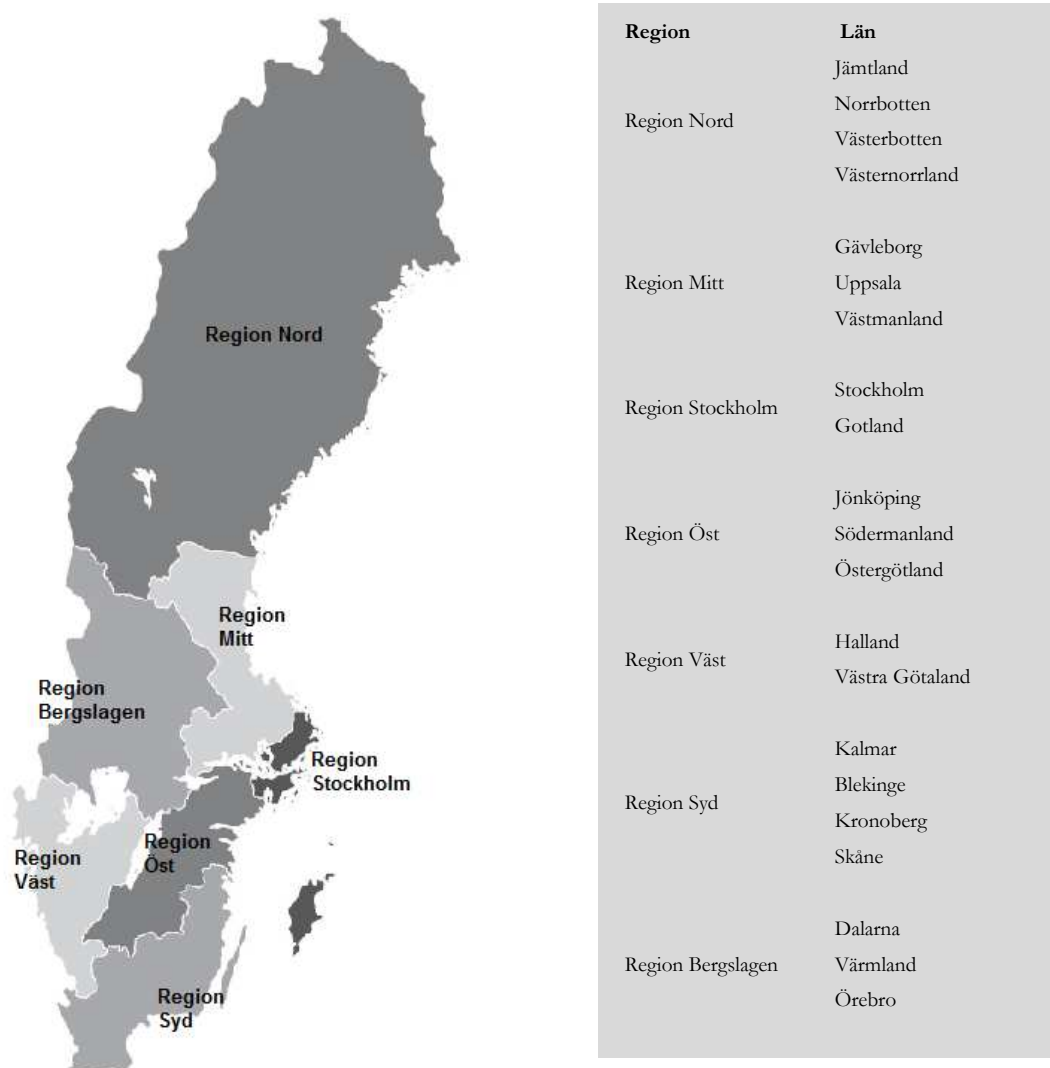 Region Nord
Region
Mitt
Region
Bergslagen
Region
Stockholm
Region
Öst
Region
Väst
Region
Syd
Region Län
Jämtland
Norrbotten
Region Nord
Västerbotten
Västernorrland
Gävleborg
Region Mitt Uppsala
Västmanland
Stockholm
Region Stockholm
Gotland
Jönköping
Region Öst Södermanland
Östergötland
Halland
Region Väst
Västra Götaland
Kalmar
Blekinge
Region Syd
Kronoberg
Skåne
Dalarna
Region Bergslagen Värmland
Örebro